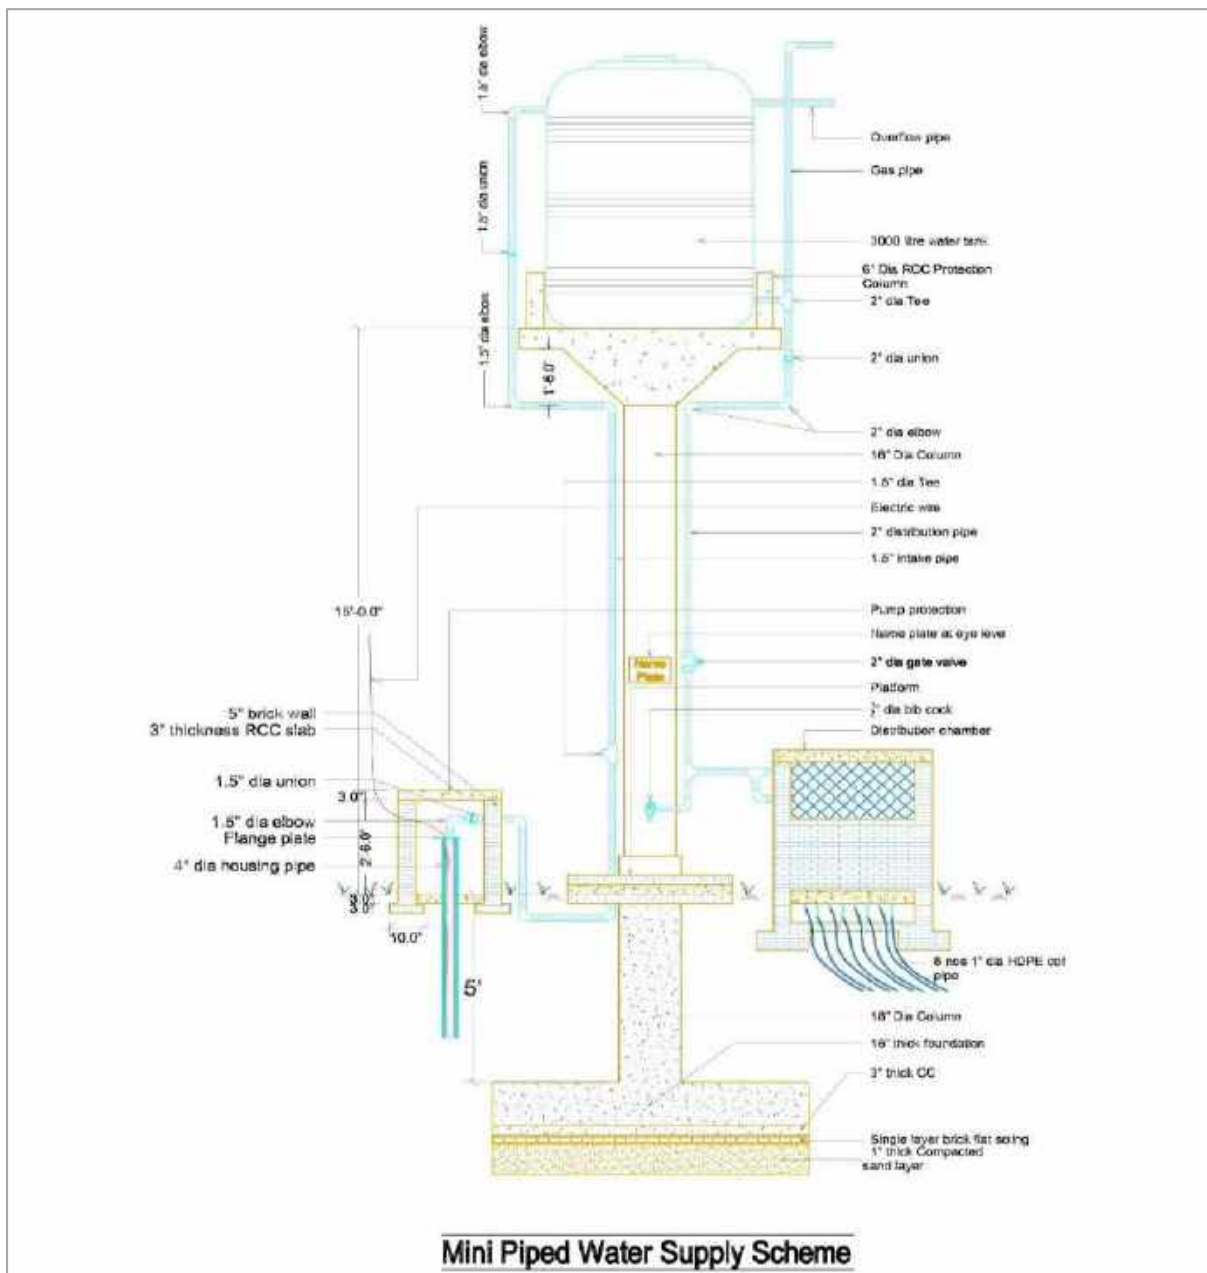 1.5" dia elbow
1.5" dia union
1.5" dia elbow
Overflow pipe
Gas pipe
3000 litre water tank
6" Dia RCC Protection
Column
2" dia Tee
2" dia union
1'-6.0"
2" dia elbow
16" Dia Column
1.5" dia Tee
Electric wire
2" distribution pipe
1.5" intake pipe
Pump protection
Name plate at eye level
2" dia gate valve
Platform
dia bib cock
Distribution chamber
Name
Plate
15'-0.0"
5" brick wall
3" thickness RCC slab
1.5" dia union
1.5" dia elbow
Flange plate
4" dia housing pipe
3.0"
2'-6.0"
3.0"
10.0"
5'
1" dia HDPE
pipe
Dia Column
thick foundation
3" thick CC
Single layer brick flat soling
1" thick Compacted
sand layer
Mini Piped Water Supply Scheme